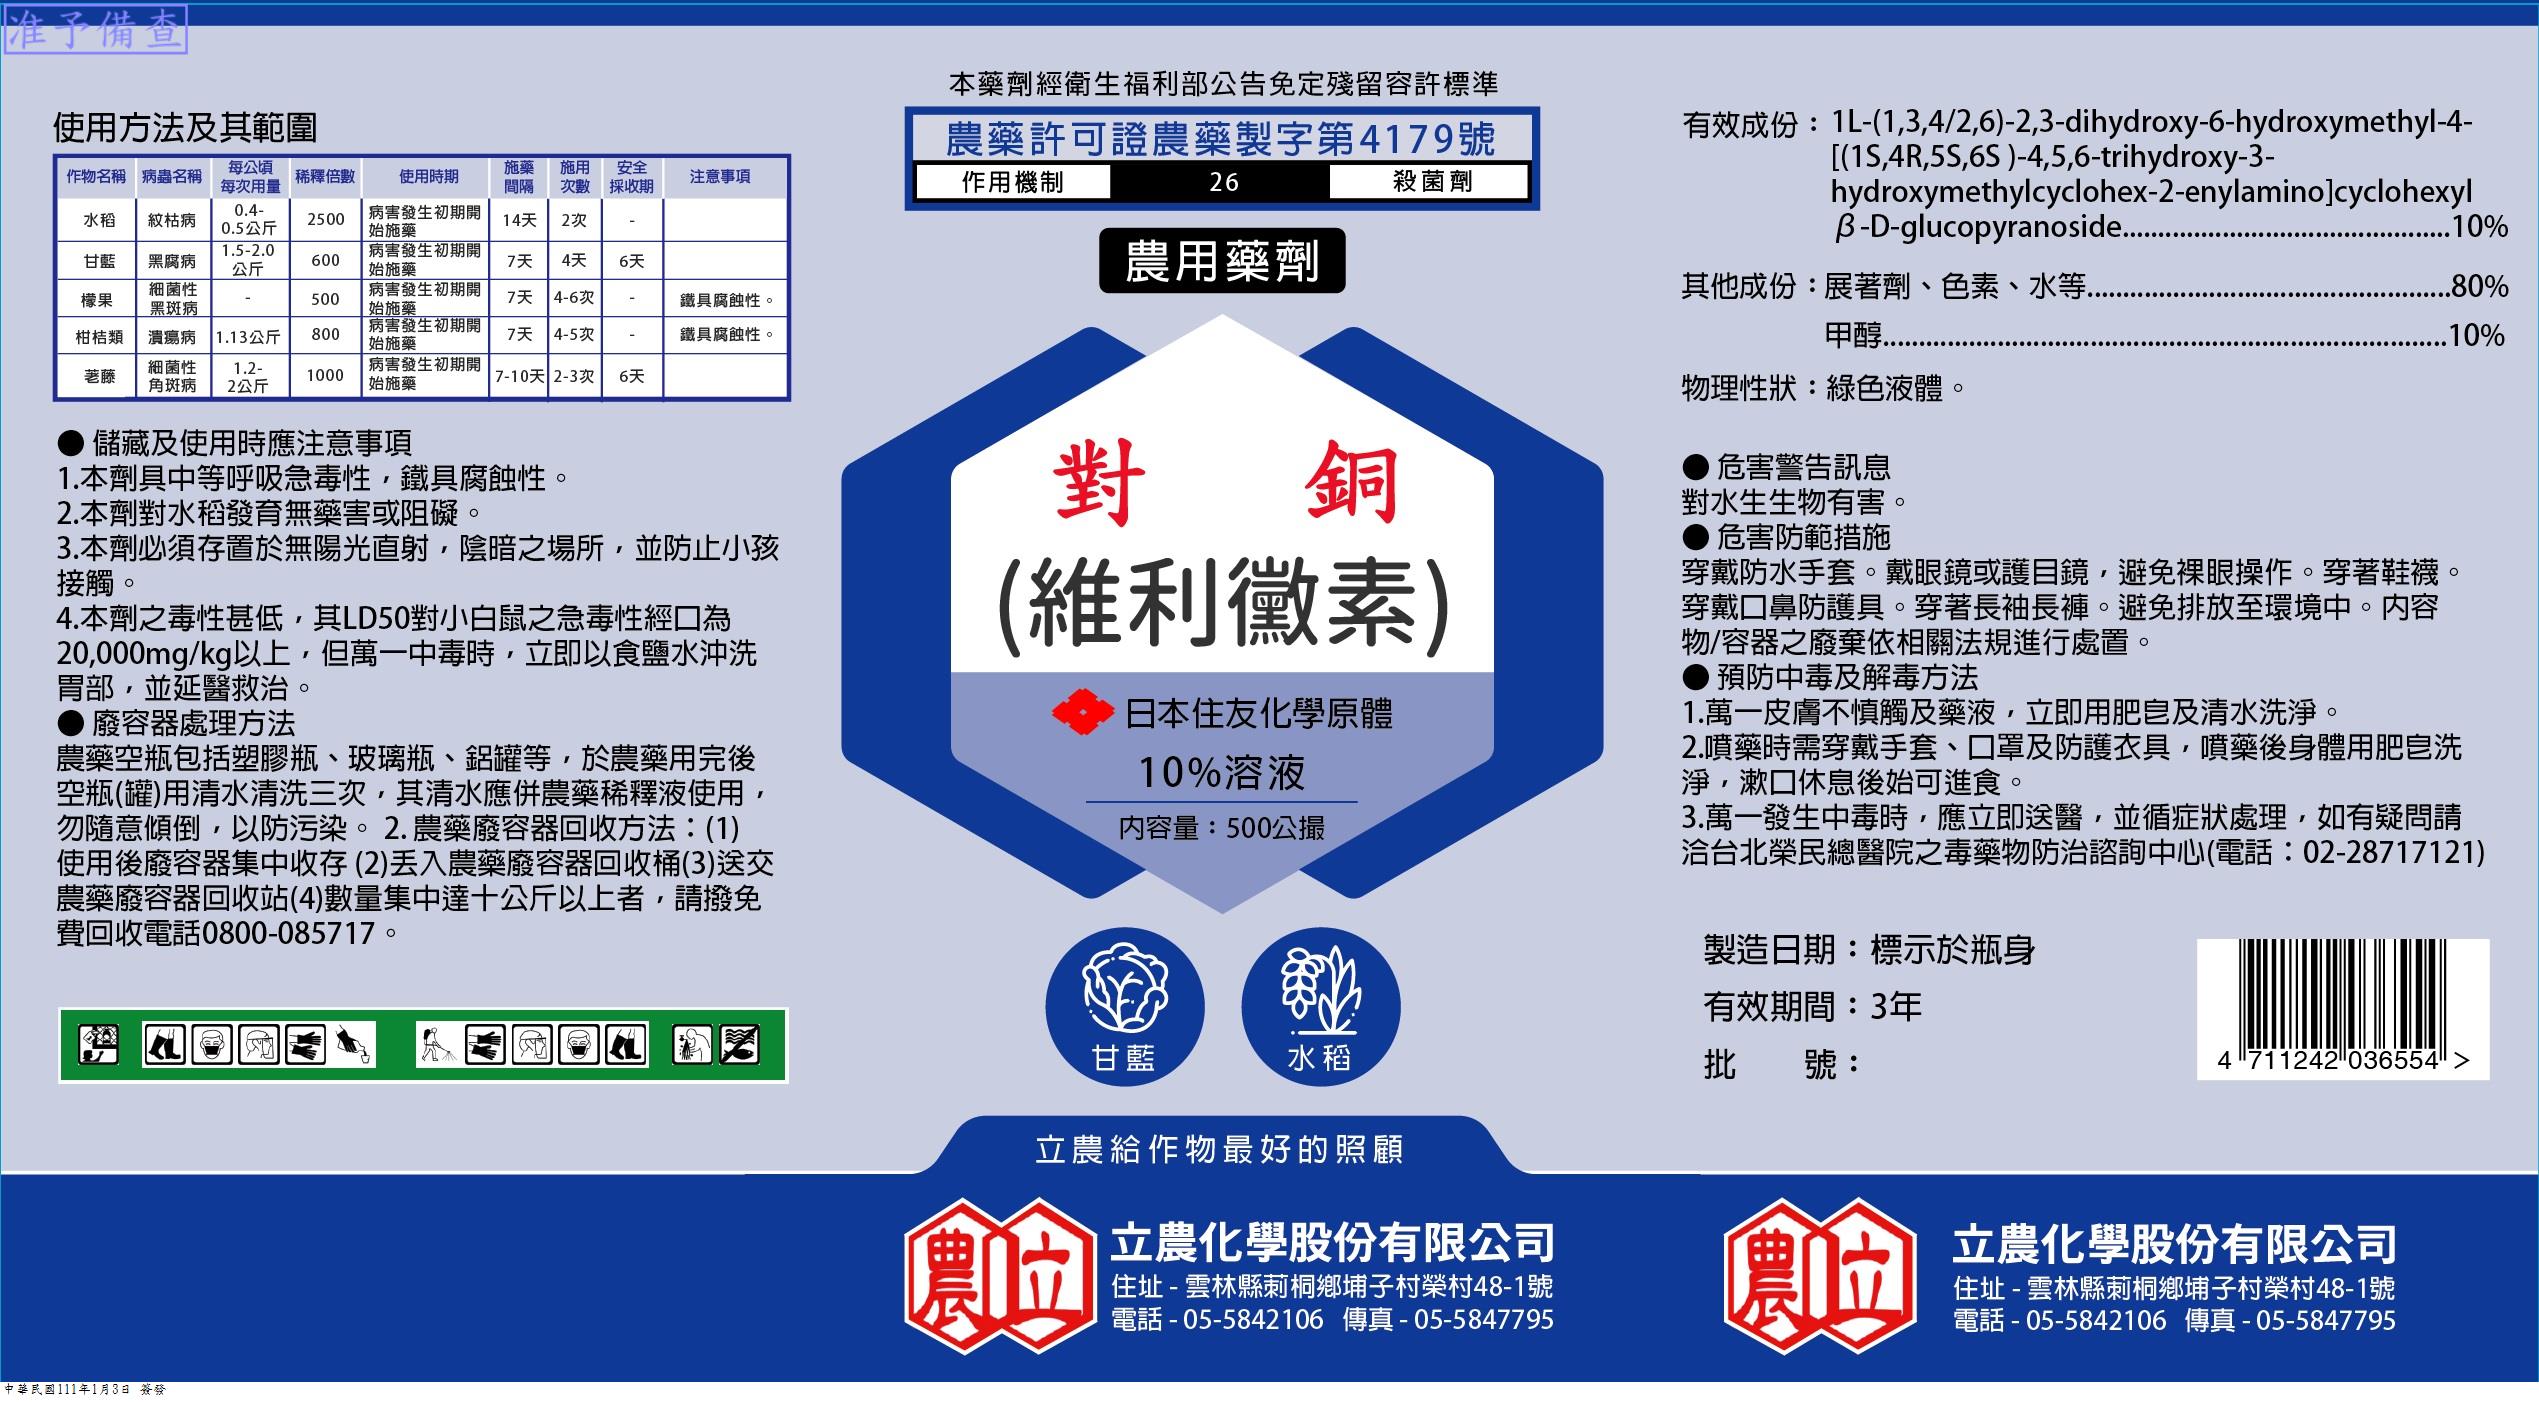 准予備查
使用方法及其範圍
作物名稱 病蟲名稱 每公頃每次用量 稀釋倍數 使用時期 施藥間隔 施用次數 安全採收期 注意事項
水稻 紋枯病 0.4-0.5公斤 2500 病害發生初期開始施藥 14天 2次 -
甘藍 黑腐病 1.5-2.0公斤 600 病害發生初期開始施藥 7天 4天 6天
檬果 細菌性黑斑病 - 500 病害發生初期開始施藥 7天 4-6次 - 鐵具腐蝕性。
柑桔類 潰瘍病 1.13公斤 800 病害發生初期開始施藥 7天 4-5次 - 鐵具腐蝕性。
荖藤 細菌性角斑病 1.2-2公斤 1000 病害發生初期開始施藥 7-10天 2-3次 6天
● 儲藏及使用時應注意事項
1.本劑具中等呼吸急毒性，鐵具腐蝕性。
2.本劑對水稻發育無藥害或阻礙。
3.本劑必須存置於無陽光直射，陰暗之場所，並防止小孩
接觸。
4.本劑之毒性甚低，其LD50對小白鼠之急毒性經口為
20,000mg/kg以上，但萬一中毒時，立即以食鹽水沖洗
胃部，並延醫救治。
● 廢容器處理方法
農藥空瓶包括塑膠瓶、玻璃瓶、鋁罐等，於農藥用完後
空瓶(罐)用清水清洗三次，其清水應併農藥稀釋液使用，
勿隨意傾倒，以防污染。 2. 農藥廢容器回收方法：(1)
使用後廢容器集中收存 (2)丟入農藥廢容器回收桶(3)送交
農藥廢容器回收站(4)數量集中達十公斤以上者，請撥免
費回收電話0800-085717。
本藥劑經衛生福利部公告免定殘留容許標準
農藥許可證農藥製字第4179號
作用機制 26 殺菌劑
農用藥劑
對 銅
(維利黴素)
日本住友化學原體
10%溶液
內容量：500公撮
甘藍 水稻
立農給作物最好的照顧
農立
立農化學股份有限公司
住址 - 雲林縣莿桐鄉埔子村榮村48-1號
電話 - 05-5842106 傳真 - 05-5847795
有效成份：1L-(1,3,4/2,6)-2,3-dihydroxy-6-hydroxymethyl-4-
[(1S,4R,5S,6S )-4,5,6-trihydroxy-3-
hydroxymethylcyclohex-2-enylamino]cyclohexyl
β-D-glucopyranoside..............................................10%
其他成份：展著劑、色素、水等...................................................80%
甲醇...............................................................................10%
物理性狀：綠色液體。
● 危害警告訊息
對水生生物有害。
● 危害防範措施
穿戴防水手套。戴眼鏡或護目鏡，避免裸眼操作。穿著鞋襪。
穿戴口鼻防護具。穿著長袖長褲。避免排放至環境中。內容
物/容器之廢棄依相關法規進行處置。
● 預防中毒及解毒方法
1.萬一皮膚不慎觸及藥液，立即用肥皂及清水洗淨。
2.噴藥時需穿戴手套、口罩及防護衣具，噴藥後身體用肥皂洗
淨，漱口休息後始可進食。
3.萬一發生中毒時，應立即送醫，並循症狀處理，如有疑問請
洽台北榮民總醫院之毒藥物防治諮詢中心(電話：02-28717121)
製造日期：標示於瓶身
有效期間：3年
批 號：
4 711242 036554 >
農立
立農化學股份有限公司
住址 - 雲林縣莿桐鄉埔子村榮村48-1號
電話 - 05-5842106 傳真 - 05-5847795
中華民國111年1月3日 簽發